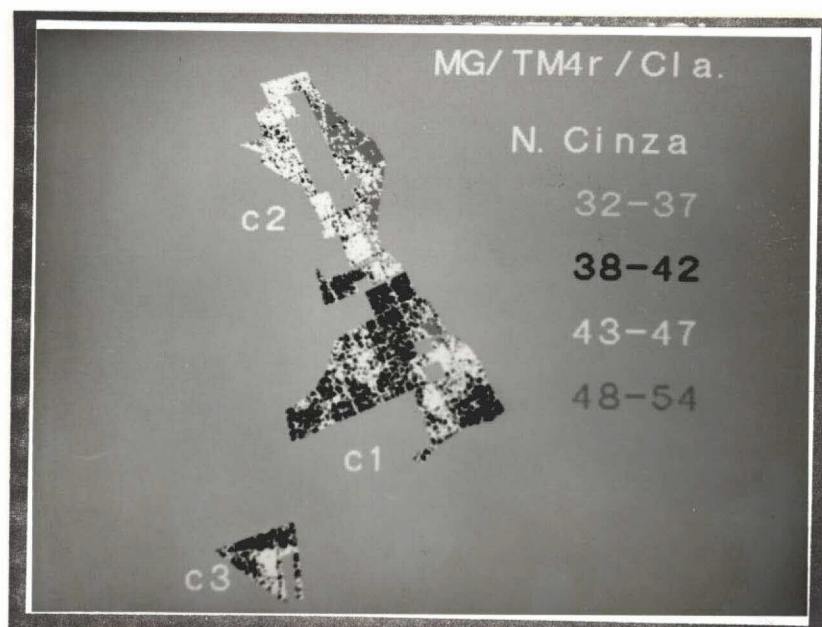 MG/TM4r/Cla.
N. Cinza
32-37
c2
38-42
43-47
48-54
c1
c3